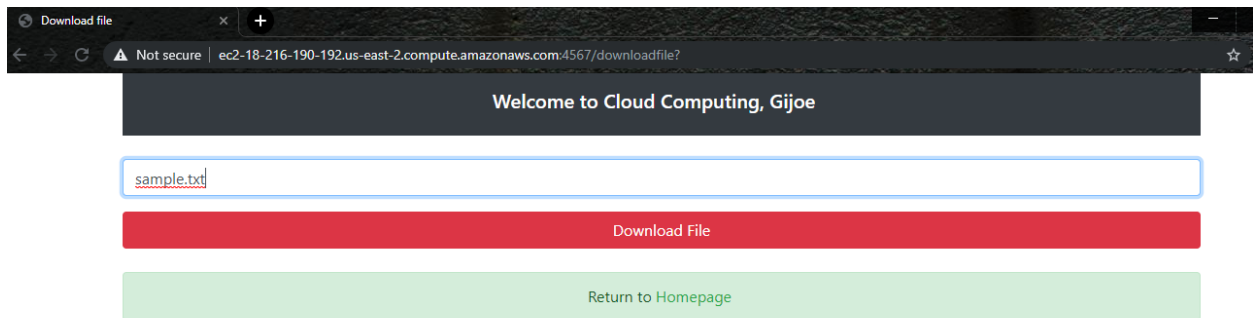 Download file
Not secure ec2-18-216-190-192.us-east-2.compute.amazonaws.com:4567/downloadfile?
Welcome to Cloud Computing, Gijoe
sample.txt
Download File
Return to Homepage